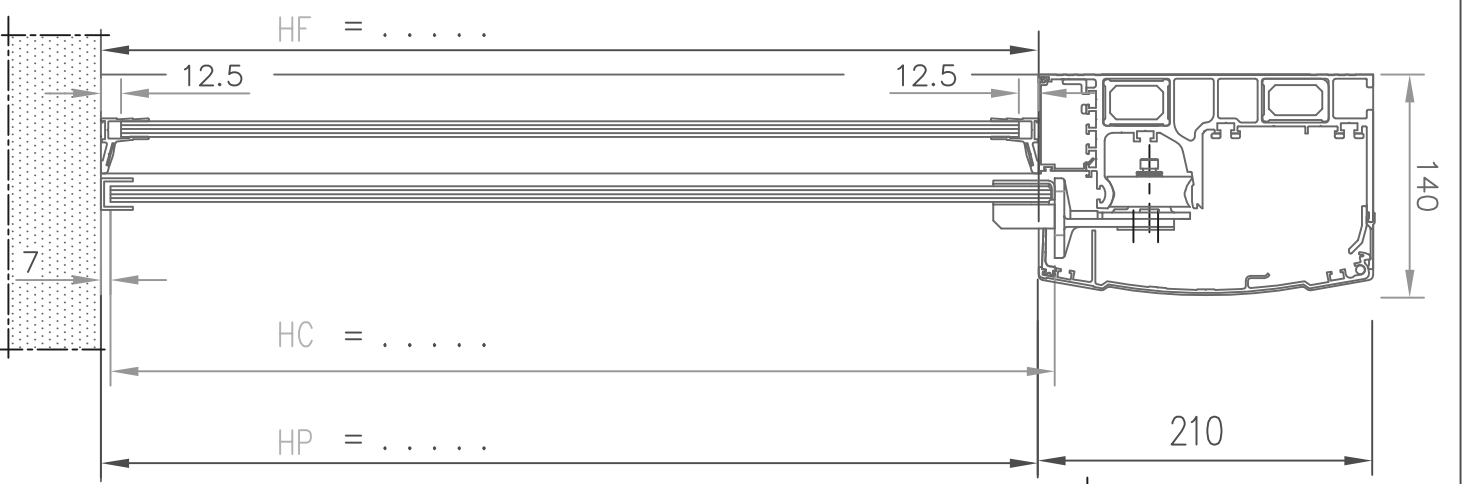 HF = . . . . .
12.5 12.5
140
7
HC = . . . . .
HP = . . . . .
210